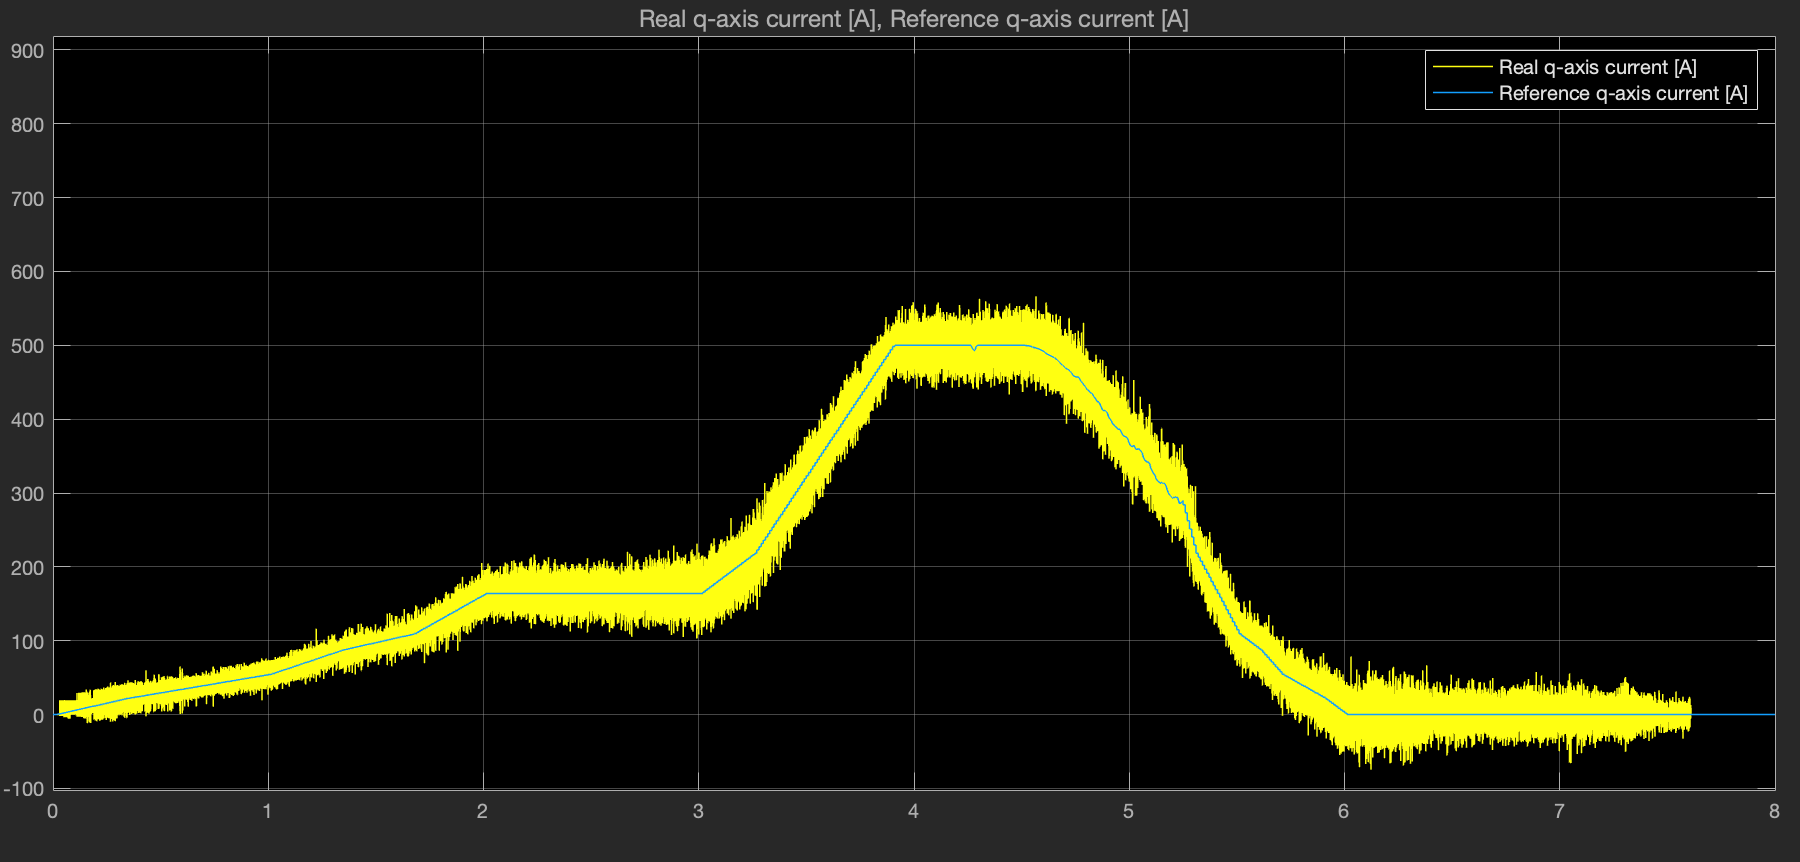 Real q-axis current [A], Reference q-axis current [A]
900
Real q-axis current [A]
Reference q-axis current [A]
800
700
600
500
400
300
200
100
0
-100
0 1 2 3 4 5 6 7 8